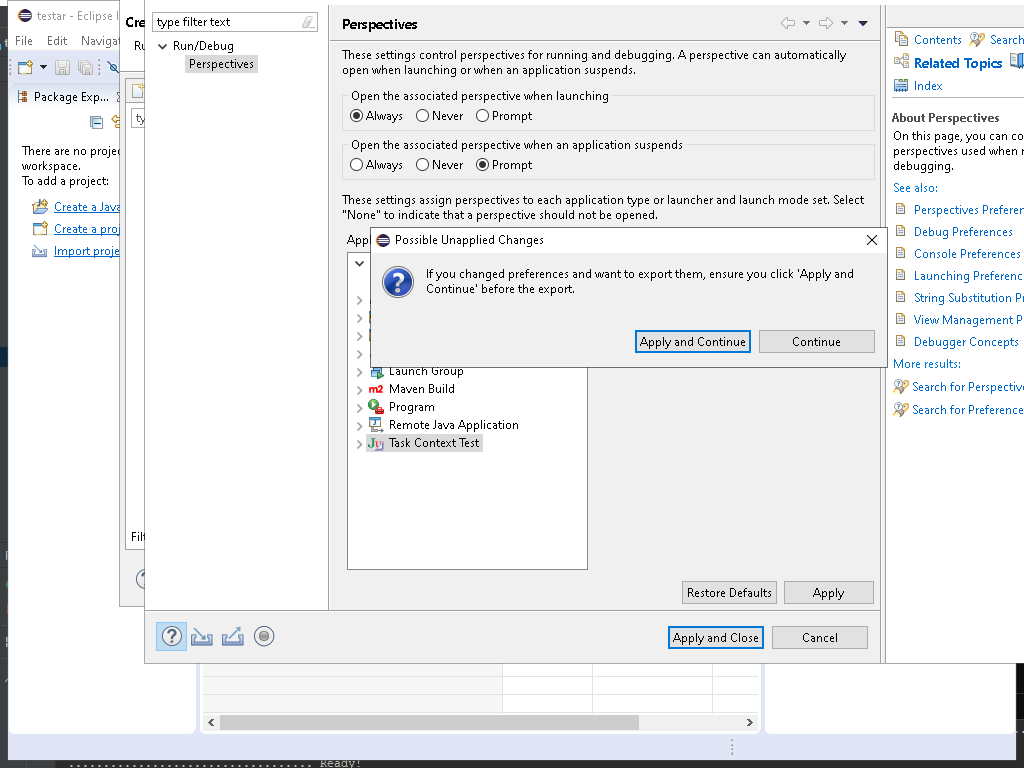 testar - Eclipse I
File Edit Navigat
Package Exp...
There are no proje
workspace.
To add a project:
Create a Java
Create a proj
Import proje
Cre
Ru
ty
Filt
type filter text
Run/Debug
Perspectives
Perspectives
These settings control perspectives for running and debugging. A perspective can automatically
open when launching or when an application suspends.
Open the associated perspective when launching
Always Never Prompt
Open the associated perspective when an application suspends
Always Never Prompt
These settings assign perspectives to each application type or launcher and launch mode set. Select
"None" to indicate that a perspective should not be opened.
App
Possible Unapplied Changes
If you changed preferences and want to export them, ensure you click 'Apply and
Continue' before the export.
Apply and Continue Continue
Launch Group
m2 Maven Build
Program
Remote Java Application
Ju Task Context Test
Restore Defaults Apply
Apply and Close Cancel
Contents Search
Related Topics
Index
About Perspectives
On this page, you can co
perspectives used when r
debugging.
See also:
Perspectives Preferen
Debug Preferences
Console Preferences
Launching Preferenc
String Substitution Pr
View Management P
Debugger Concepts
More results:
Search for Perspective
Search for Preference
Ready!